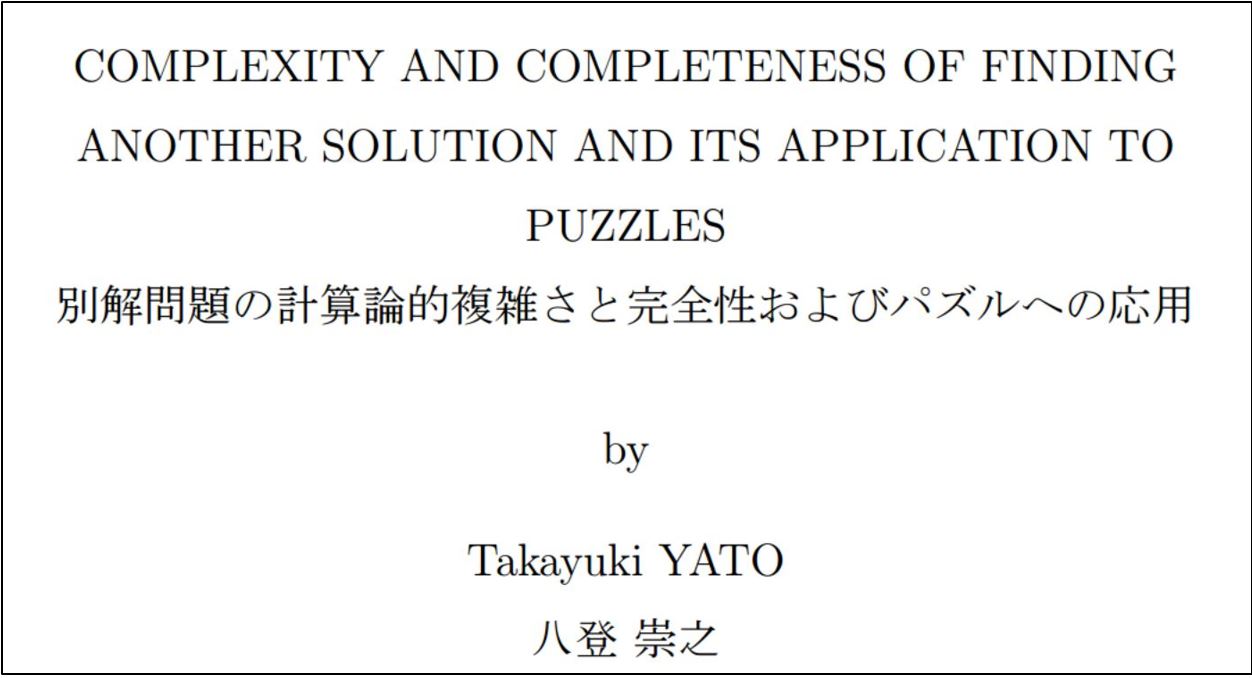 COMPLEXITY AND COMPLETENESS OF FINDING
ANOTHER SOLUTION AND ITS APPLICATION TO
PUZZLES
別解問題の計算論的複雑さと完全性およびパズルへの応用
by
Takayuki YATO
八登 崇之